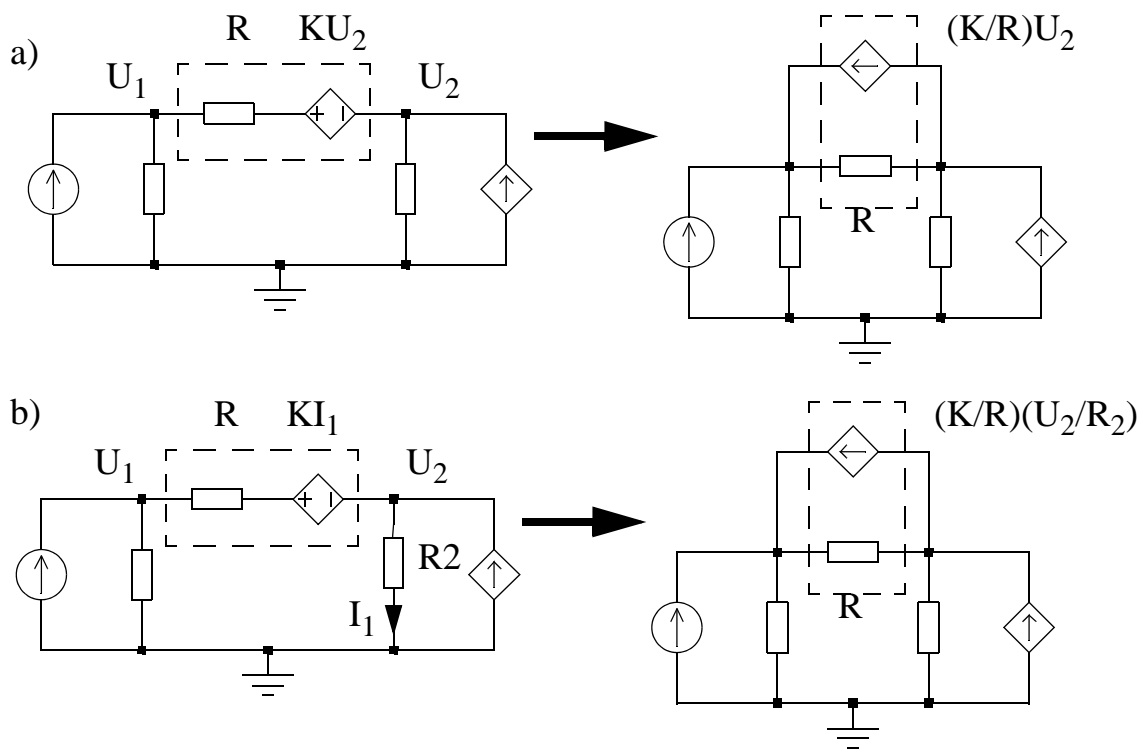 a)
R KU₂
U₁ U₂
(K/R)U₂
R
b)
R KI₁
U₁ U₂
R2
I₁
(K/R)(U₂/R₂)
R